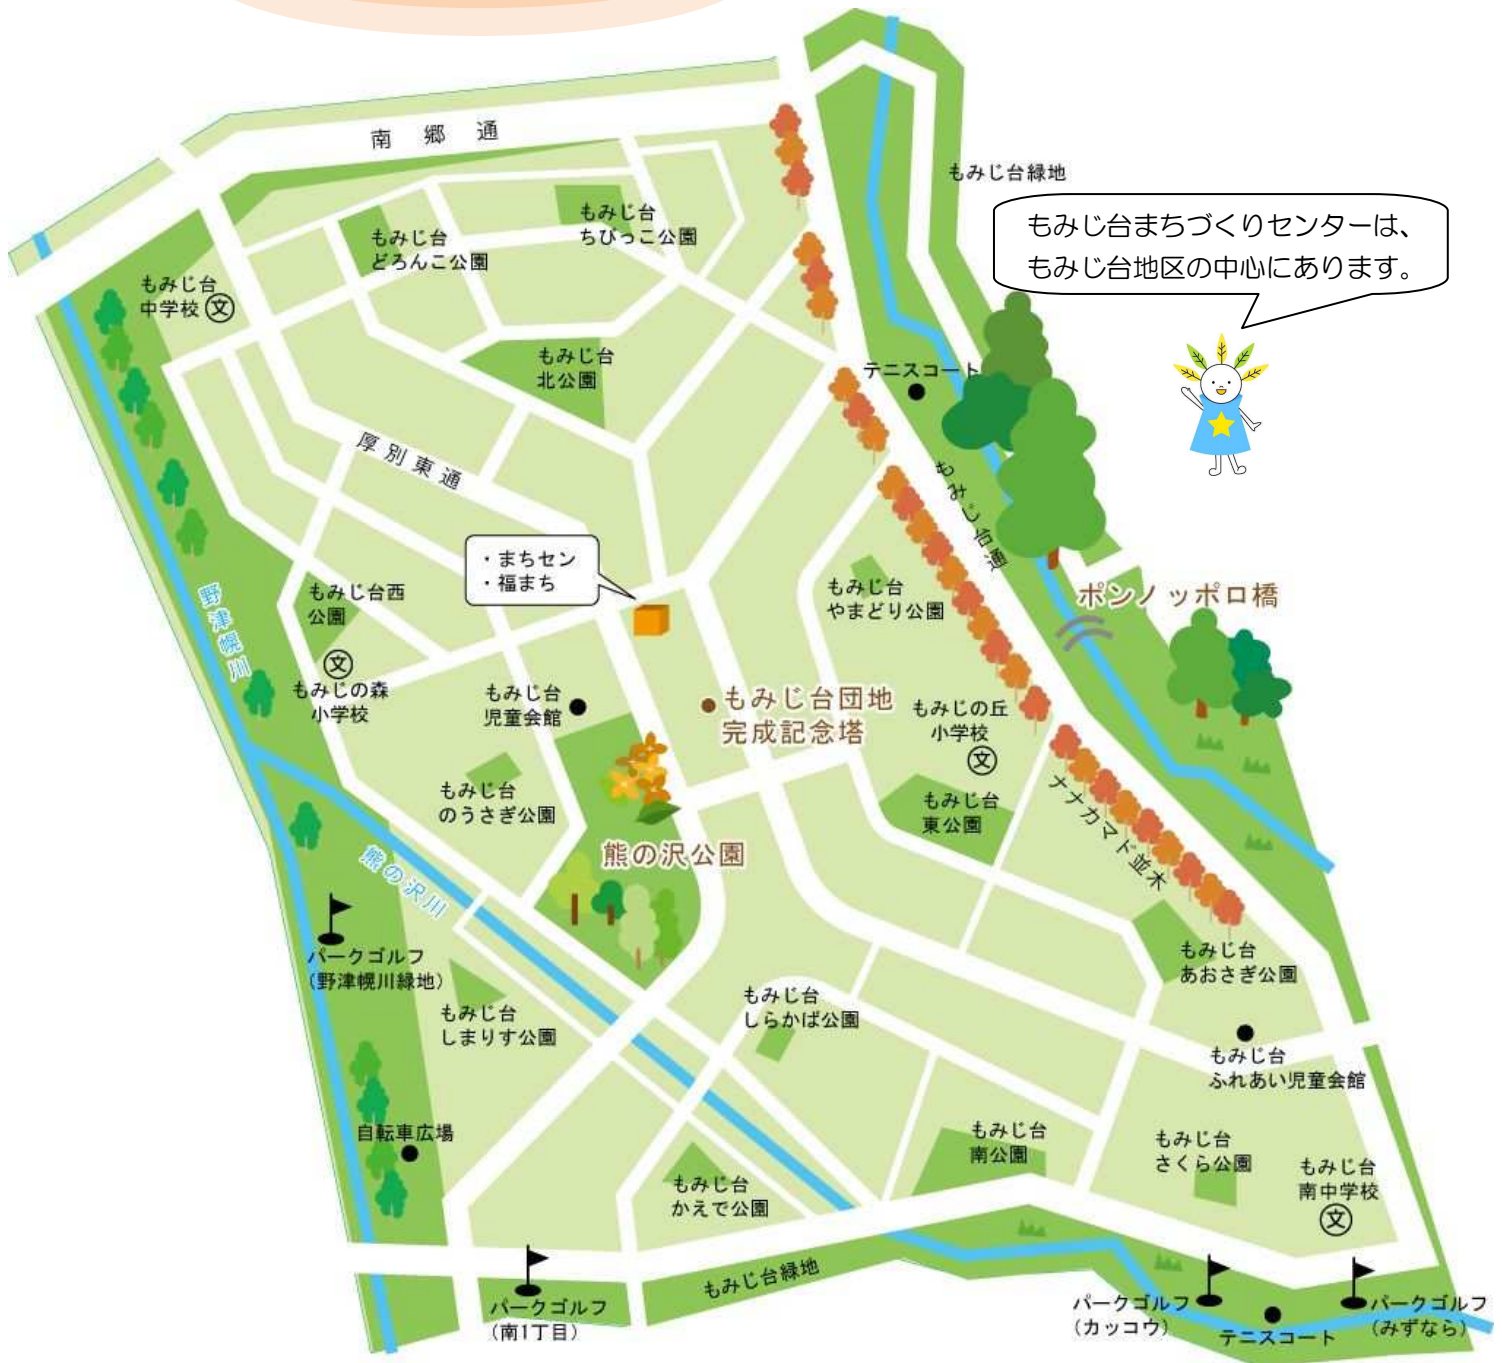 南郷通
もみじ台緑地
もみじ台まちづくりセンターは、
もみじ台地区の中心にあります。
もみじ台
ちびっこ公園
もみじ台
どろんこ公園
もみじ台
中学校 文
もみじ台
北公園
テニスコート
厚別東通
もみじ台通
・まちセン
・福まち
もみじ台西
公園
もみじ台
やまどり公園
ポンノッポロ橋
野津幌川
文
もみじの森
小学校
もみじ台
児童会館
もみじ台団地
完成記念塔
もみじの丘
小学校
文
もみじ台
のうさぎ公園
もみじ台
東公園
ナナカマド並木
熊の沢公園
熊の沢川
パークゴルフ
(野津幌川緑地)
もみじ台
あおさぎ公園
もみじ台
しまりす公園
もみじ台
しらかば公園
もみじ台
ふれあい児童会館
自転車広場
もみじ台
南公園
もみじ台
さくら公園
もみじ台
南中学校
文
もみじ台
かえで公園
もみじ台緑地
パークゴルフ
(南1丁目)
パークゴルフ
(カッコウ)
テニスコート
パークゴルフ
(みずなら)